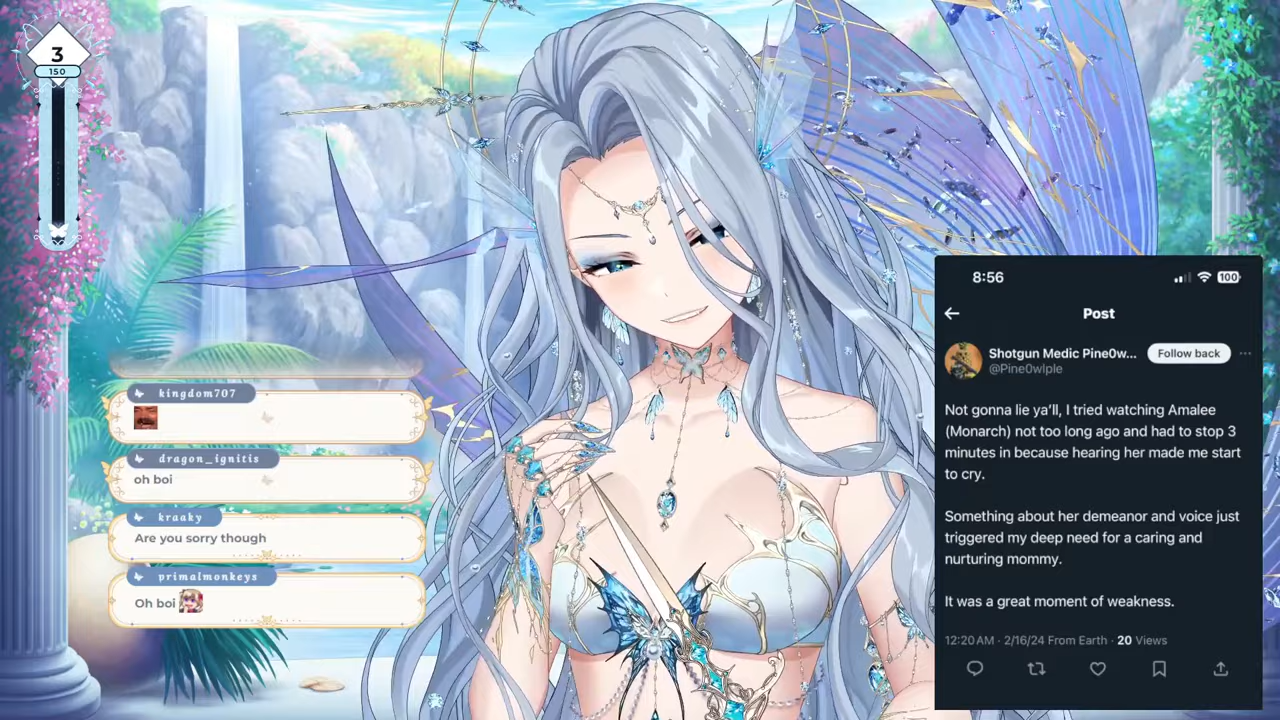 3
150
kingdom707
dragon_ignitis
oh boi
kraaky
Are you sorry though
primalmonkeys
Oh boi
8:56
100
Post
Shotgun Medic Pine0w...
Follow back
@Pine0wlple
Not gonna lie ya'll, I tried watching Amalee
(Monarch) not too long ago and had to stop 3
minutes in because hearing her made me start
to cry.
Something about her demeanor and voice just
triggered my deep need for a caring and
nurturing mommy.
It was a great moment of weakness.
12:20 AM · 2/16/24 From Earth · 20 Views